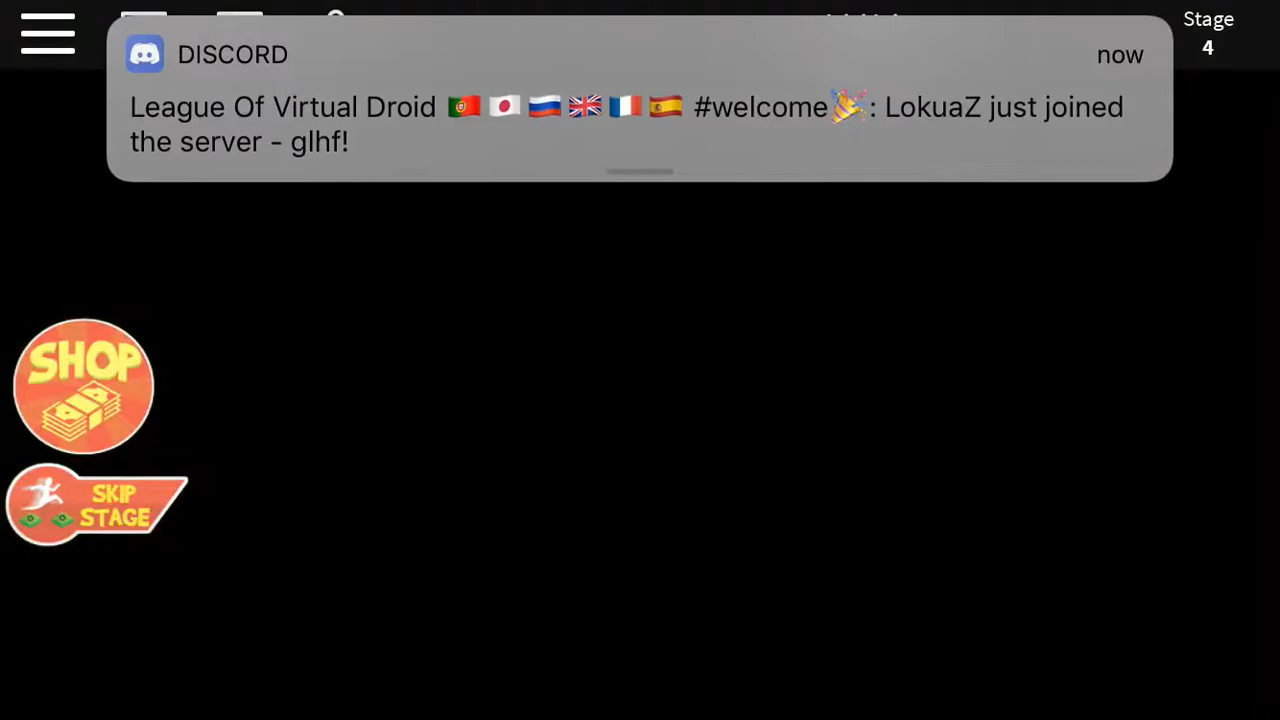 Stage
4
DISCORD
now
League Of Virtual Droid 🇵🇹 🇯🇵 🇷🇺 🇬🇧 🇫🇷 🇪🇸 #welcome🎉: LokuaZ just joined
the server - glhf!
SHOP
SKIP
STAGE